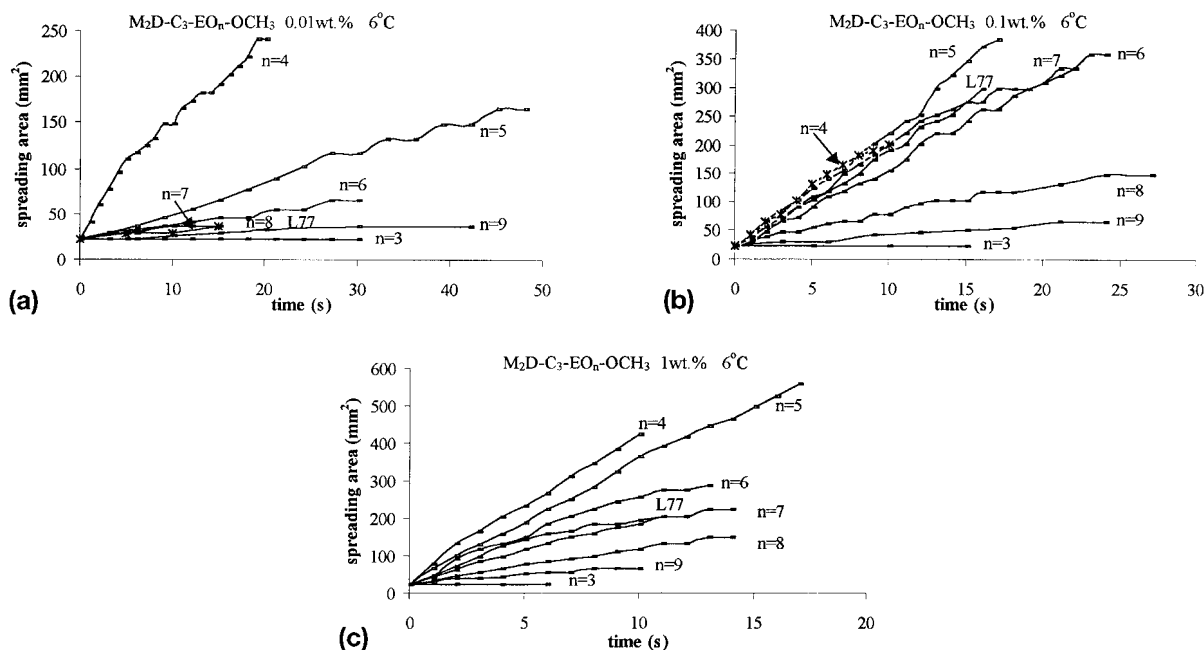 M₂D-C₃-EOₙ-OCH₃ 0.01wt.% 6°C
spreading area (mm²)
250
200
150
100
50
0
n=4
n=5
n=6
n=7
n=8
L77
n=9
n=3
0 10 20 30 40 50
time (s)
(a)
M₂D-C₃-EOₙ-OCH₃ 0.1wt.% 6°C
spreading area (mm²)
400
350
300
250
200
150
100
50
0
n=5
n=7
n=6
L77
n=4
n=8
n=9
n=3
0 5 10 15 20 25 30
time (s)
(b)
M₂D-C₃-EOₙ-OCH₃ 1wt.% 6°C
spreading area (mm²)
600
500
400
300
200
100
0
n=4
n=5
n=6
L77
n=7
n=8
n=9
n=3
0 5 10 15 20
time (s)
(c)